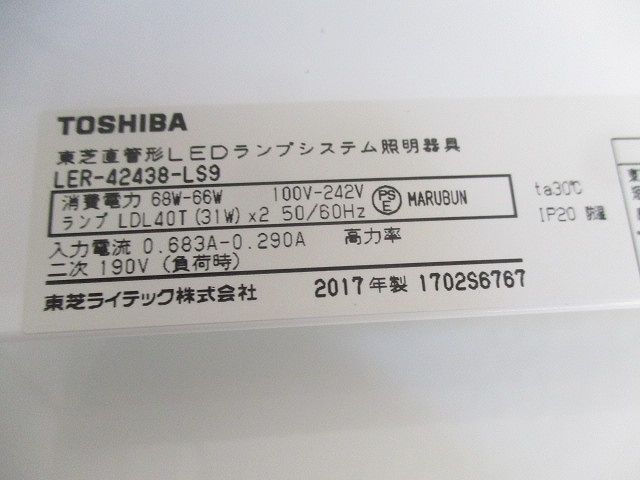 TOSHIBA
東芝直管形LEDランプシステム照明器具
LER-42438-LS9
消費電力 68W-66W 100V-242V
ランプ LDL40T (31W) ×2 50/60Hz
PSE MARUBUN
入力電流 0.683A-0.290A 高力率
二次 190V (負荷時)
東芝ライテック株式会社 2017年製 1702S6767
ta30℃
IP20
東